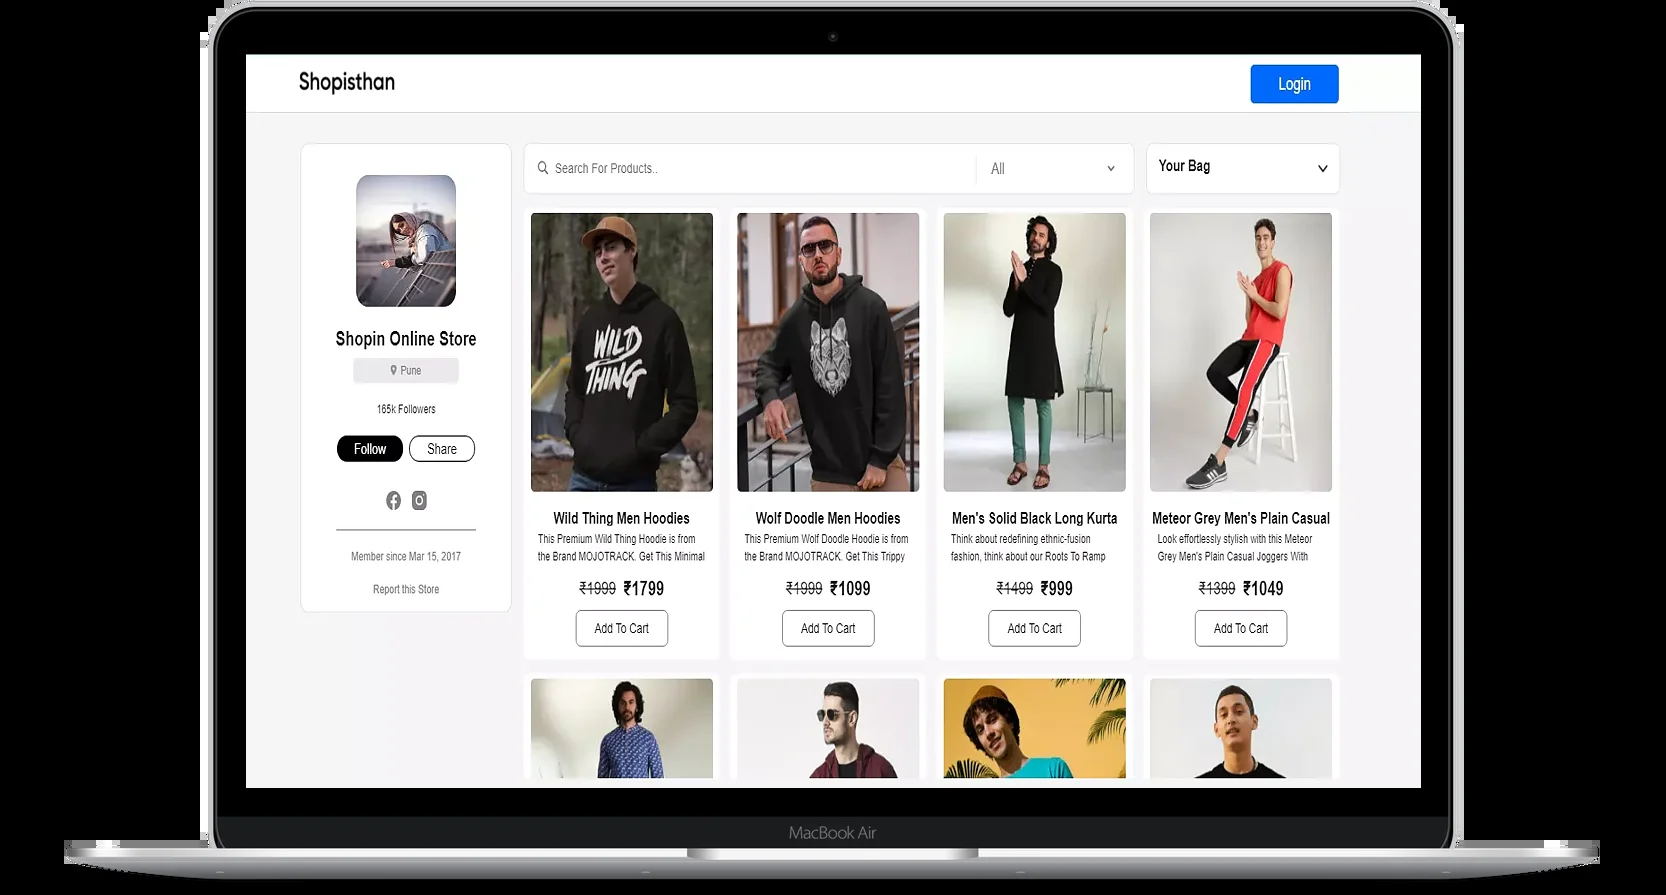 Shopisthan
Login
Shopin Online Store
Pune
165k Followers
Follow
Share
Member since Mar 15, 2017
Report this Store
Search For Products..
All
Your Bag
WILD
THING
Wild Thing Men Hoodies
This Premium Wild Thing Hoodie is from
the Brand MOJOTRACK. Get This Minimal
₹1999 ₹1799
Add To Cart
Wolf Doodle Men Hoodies
This Premium Wolf Doodle Hoodie is from
the Brand MOJOTRACK. Get This Trippy
₹1999 ₹1099
Add To Cart
Men's Solid Black Long Kurta
Think about redefining ethnic-fusion
fashion, think about our Roots To Ramp
₹1499 ₹999
Add To Cart
Meteor Grey Men's Plain Casual
Look effortlessly stylish with this Meteor
Grey Men's Plain Casual Joggers With
₹1399 ₹1049
Add To Cart
MacBook Air